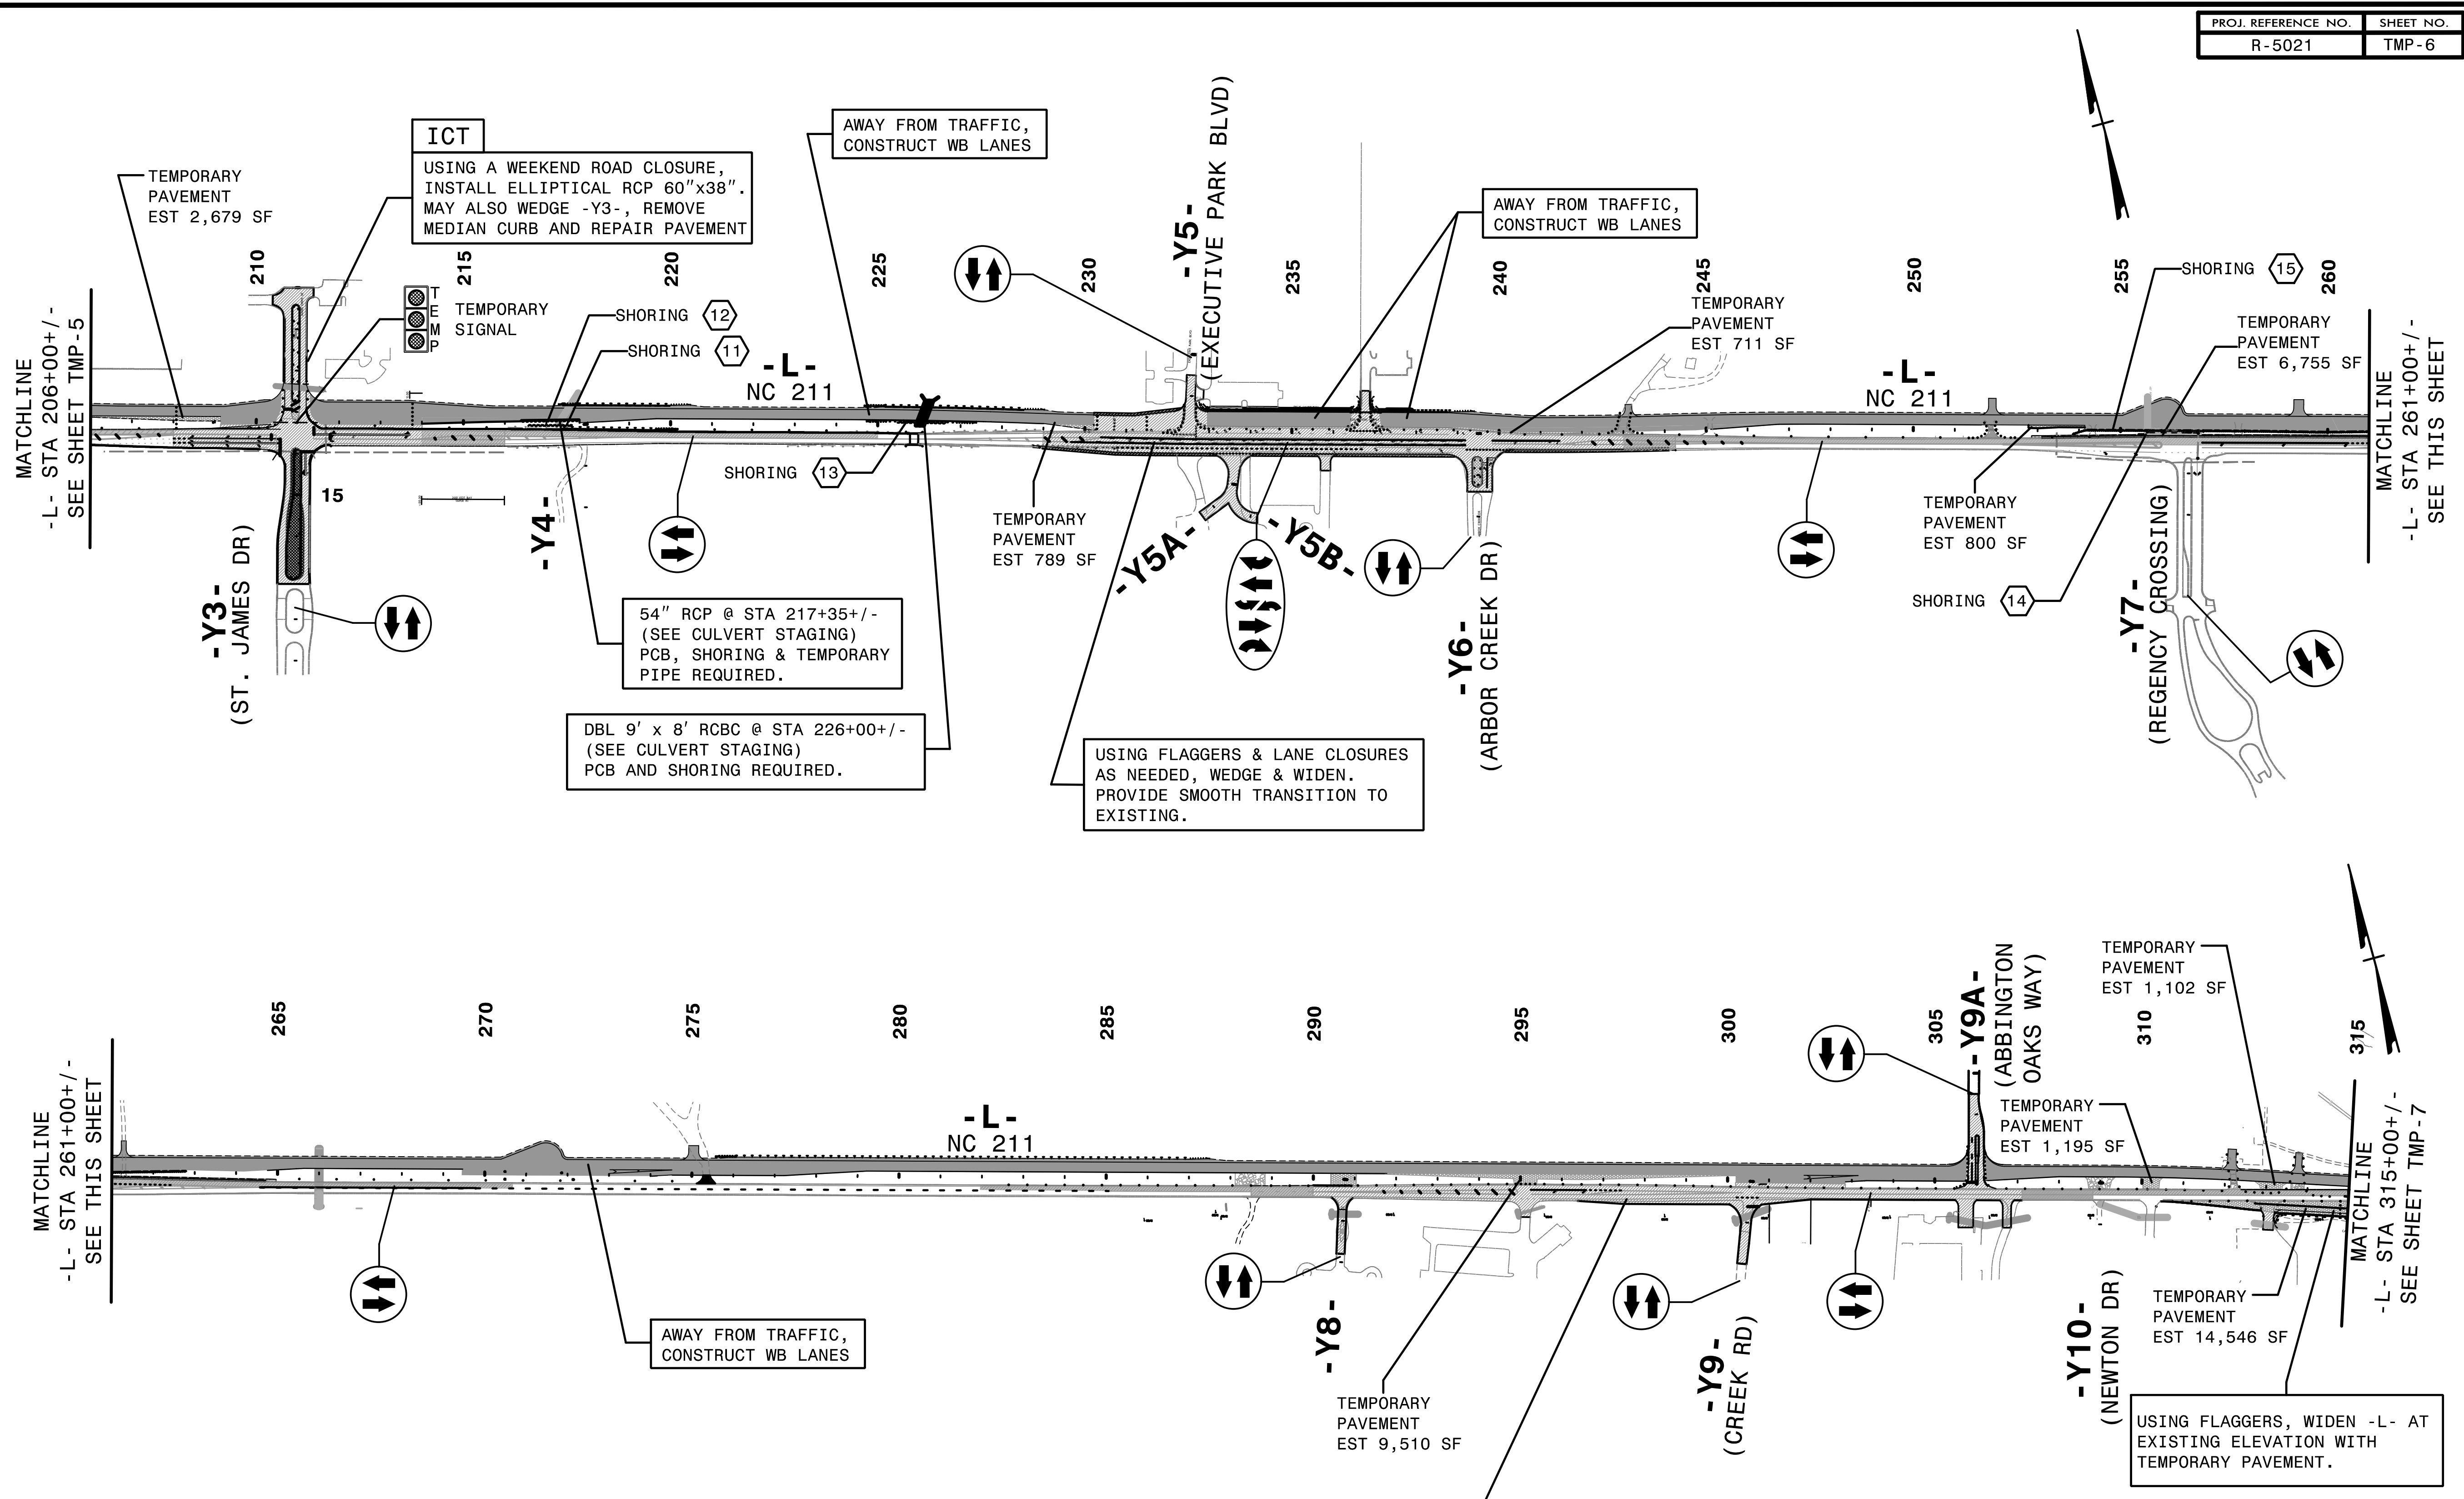 PROJ. REFERENCE NO.
SHEET NO.
R-5021
TMP-6
TEMPORARY
PAVEMENT
EST 2,679 SF
ICT
USING A WEEKEND ROAD CLOSURE,
INSTALL ELLIPTICAL RCP 60"x38".
MAY ALSO WEDGE -Y3-, REMOVE
MEDIAN CURB AND REPAIR PAVEMENT
AWAY FROM TRAFFIC,
CONSTRUCT WB LANES
-Y5-
(EXECUTIVE PARK BLVD)
AWAY FROM TRAFFIC,
CONSTRUCT WB LANES
210
215
220
225
230
235
240
245
250
255
260
MATCHLINE
-L- STA 206+00+/-
SEE SHEET TMP-5
TEMP
TEMPORARY
SIGNAL
SHORING 12
SHORING 11
-L-
NC 211
TEMPORARY
PAVEMENT
EST 711 SF
-L-
NC 211
SHORING 15
TEMPORARY
PAVEMENT
EST 6,755 SF
MATCHLINE
-L- STA 261+00+/-
SEE THIS SHEET
15
-Y3-
(ST. JAMES DR)
-Y4-
SHORING 13
TEMPORARY
PAVEMENT
EST 789 SF
-Y5A-
-Y5B-
-Y6-
(ARBOR CREEK DR)
TEMPORARY
PAVEMENT
EST 800 SF
SHORING 14
-Y7-
(REGENCY CROSSING)
54" RCP @ STA 217+35+/-
(SEE CULVERT STAGING)
PCB, SHORING & TEMPORARY
PIPE REQUIRED.
DBL 9' x 8' RCBC @ STA 226+00+/-
(SEE CULVERT STAGING)
PCB AND SHORING REQUIRED.
USING FLAGGERS & LANE CLOSURES
AS NEEDED, WEDGE & WIDEN.
PROVIDE SMOOTH TRANSITION TO
EXISTING.
265
270
275
280
285
290
295
300
305
310
315
MATCHLINE
-L- STA 261+00+/-
SEE THIS SHEET
-L-
NC 211
-Y9A-
(ABBINGTON
OAKS WAY)
TEMPORARY
PAVEMENT
EST 1,102 SF
TEMPORARY
PAVEMENT
EST 1,195 SF
MATCHLINE
-L- STA 315+00+/-
SEE SHEET TMP-7
AWAY FROM TRAFFIC,
CONSTRUCT WB LANES
-Y8-
TEMPORARY
PAVEMENT
EST 9,510 SF
-Y9-
(CREEK RD)
-Y10-
(NEWTON DR)
TEMPORARY
PAVEMENT
EST 14,546 SF
USING FLAGGERS, WIDEN -L- AT
EXISTING ELEVATION WITH
TEMPORARY PAVEMENT.